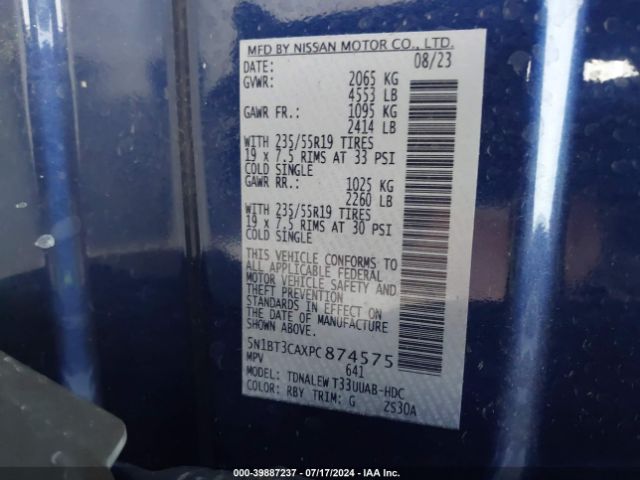 MFD BY NISSAN MOTOR CO., LTD.
DATE: 08/23
GVWR: 2065 KG
4553 LB
GAWR FR.: 1095 KG
2414 LB
WITH 235/55R19 TIRES
19 x 7.5 RIMS AT 33 PSI
COLD SINGLE
GAWR RR.: 1025 KG
2260 LB
WITH 235/55R19 TIRES
19 x 7.5 RIMS AT 30 PSI
COLD SINGLE
THIS VEHICLE CONFORMS TO
ALL APPLICABLE FEDERAL
MOTOR VEHICLE SAFETY AND
THEFT PREVENTION
STANDARDS IN EFFECT ON
THE DATE OF MANUFACTURE
SHOWN ABOVE.
5N1BT3CAXPC874575
MPV 641
MODEL: TDNALEW T33UUAB-HDC
COLOR: RBY TRIM: G 2S30A
000-39887237 - 07/17/2024 - IAA Inc.